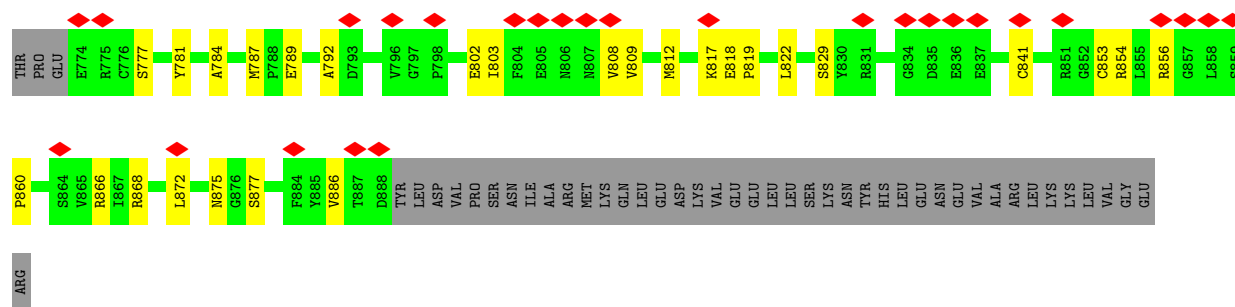 THR PRO GLU E774 R775 C776 S777 Y781 A784 M787 P788 E789 A792 D793 V796 G797 P798 E802 I803 F804 E805 N806 N807 V808 V809 M812 K817 E818 P819 L822 S829 Y830 R831 G834 D835 E836 E837 C841 R851 G852 C853 R854 L855 R856 G857 L858 S859
P860 S864 V865 R866 I867 R868 L872 N875 G876 S877 F884 Y885 V886 T887 D888 TYR LEU ASP VAL PRO SER ASN ILE ALA ARG MET LYS GLN LEU GLU ASP LYS VAL GLU GLU LEU LEU SER LYS ASN TYR HIS LEU GLU ASN GLU VAL ALA ARG LEU LYS LYS LEU VAL GLY GLU
ARG